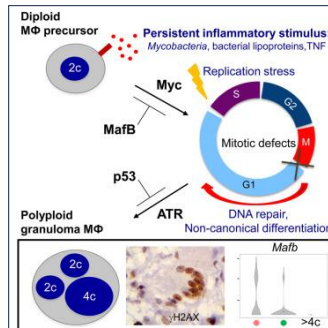 Diploid
MΦ precursor
Persistent inflammatory stimulus:
Mycobacteria, bacterial lipoproteins,TNF
2c
Replication stress
Myc
MafB
S
G2
M
G1
Mitotic defects
p53
ATR
DNA repair,
Non-canonical differentiation
Polyploid
granuloma MΦ
2c
2c
4c
γH2AX
Mafb
>4c